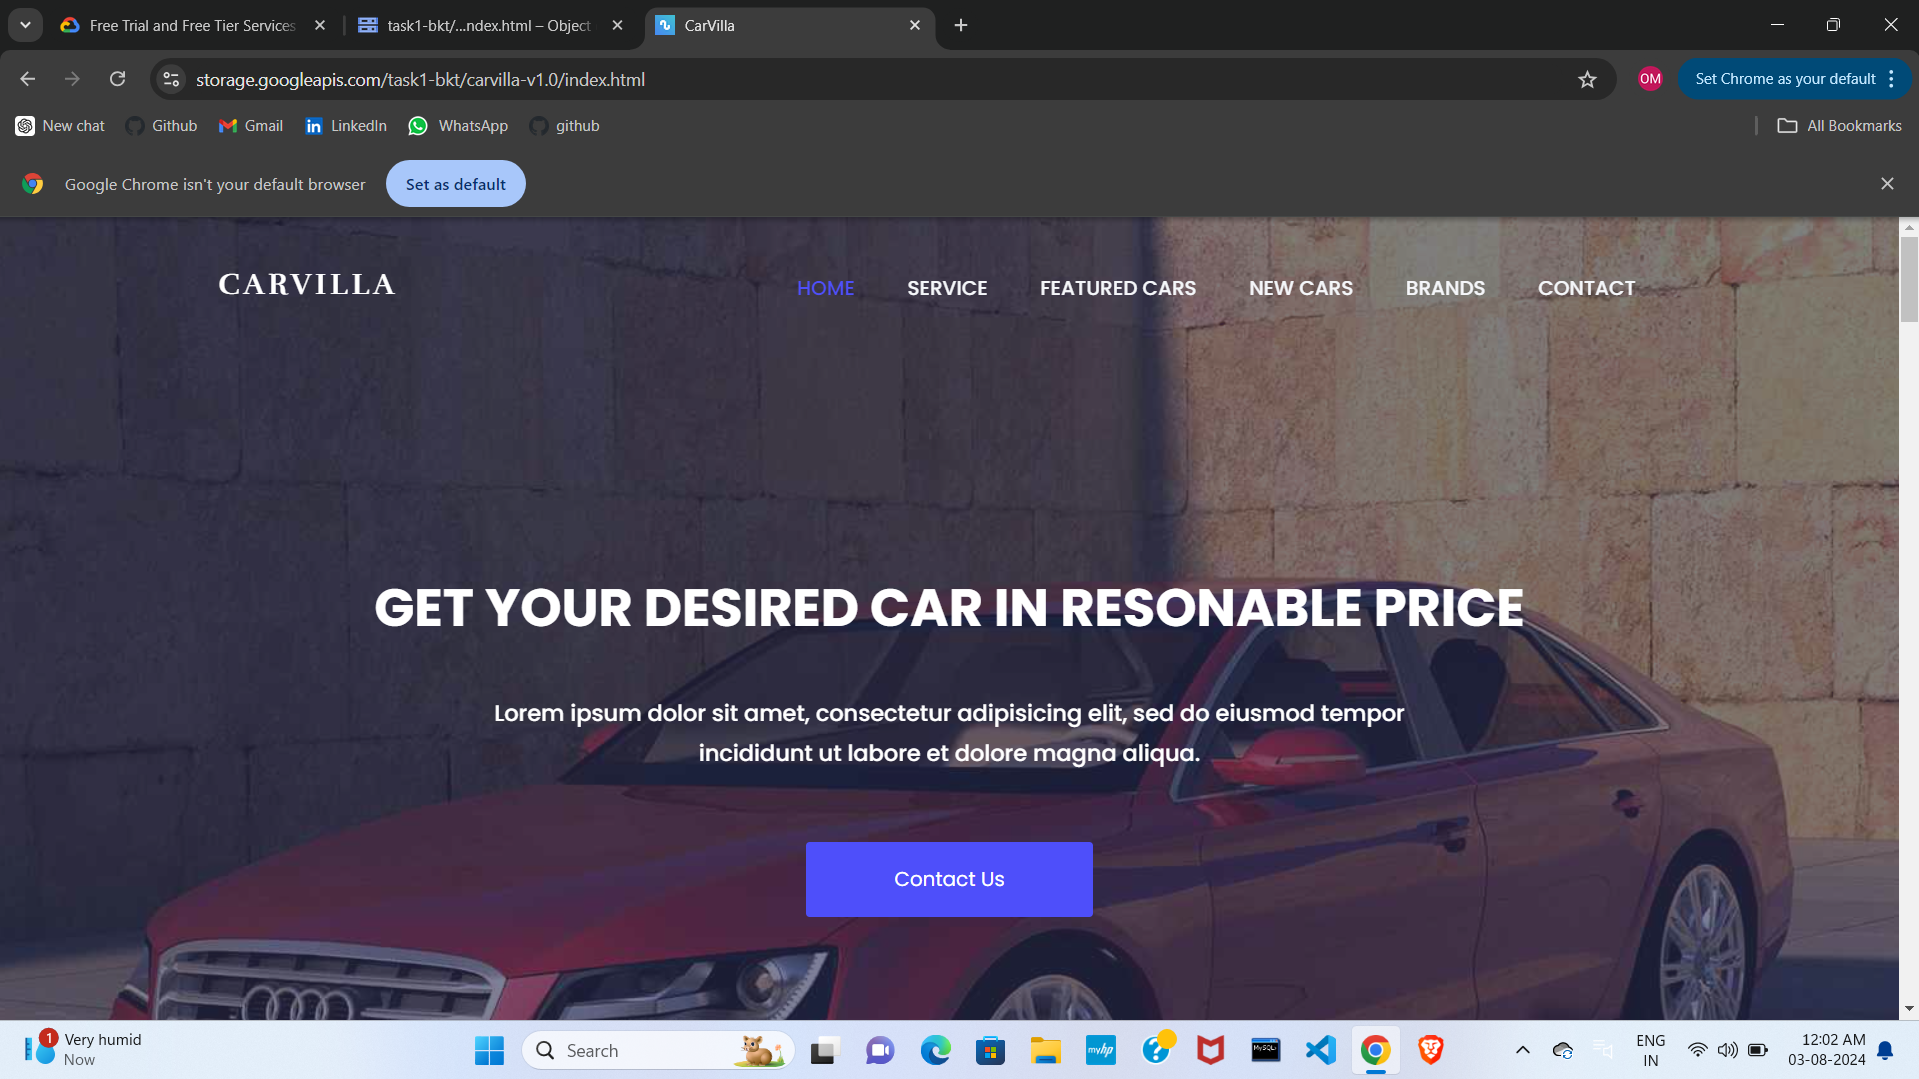 Free Trial and Free Tier Services
task1-bkt/...ndex.html – Object
CarVilla
storage.googleapis.com/task1-bkt/carvilla-v1.0/index.html
OM
Set Chrome as your default
New chat
Github
Gmail
LinkedIn
WhatsApp
github
All Bookmarks
Google Chrome isn't your default browser
Set as default
CARVILLA
HOME
SERVICE
FEATURED CARS
NEW CARS
BRANDS
CONTACT
GET YOUR DESIRED CAR IN RESONABLE PRICE
Lorem ipsum dolor sit amet, consectetur adipisicing elit, sed do eiusmod tempor
incididunt ut labore et dolore magna aliqua.
Contact Us
1
Very humid
Now
Search
myhp
MySQL
ENG
IN
12:02 AM
03-08-2024